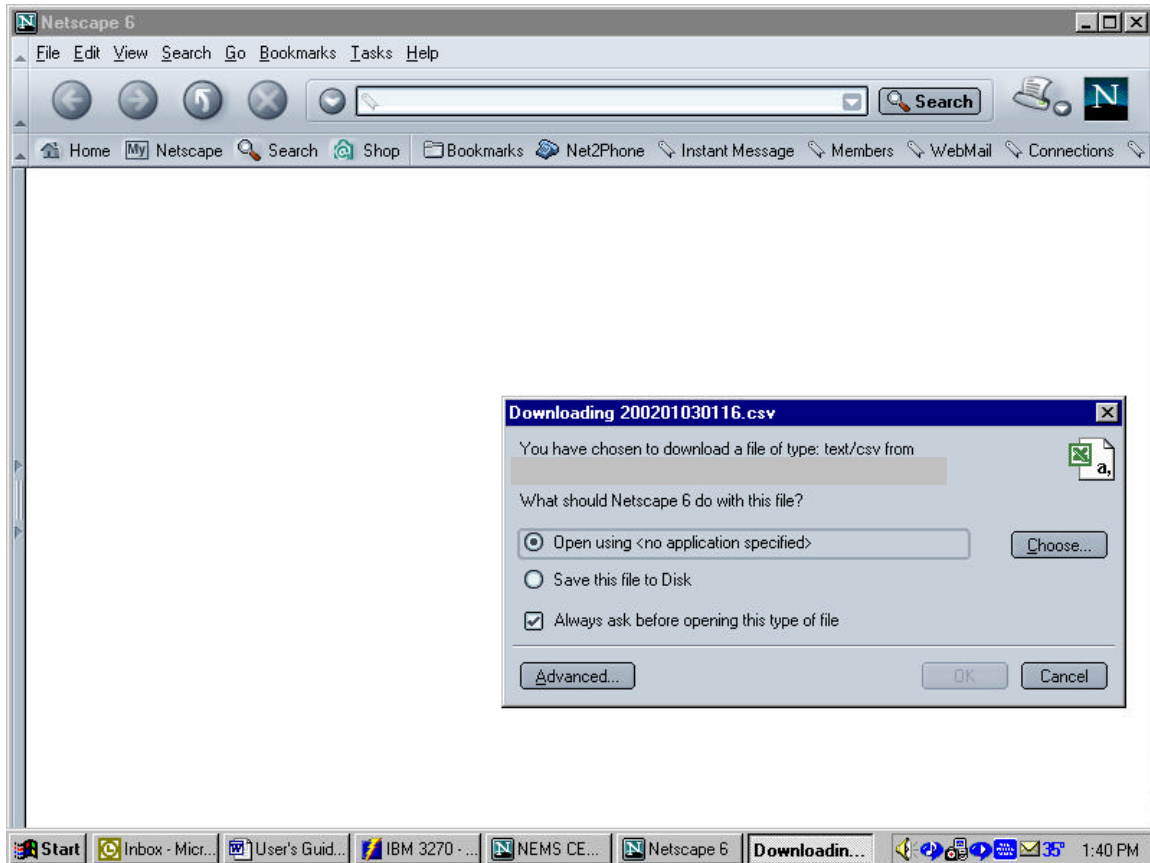 Netscape 6
File Edit View Search Go Bookmarks Tasks Help
Search N
Home My Netscape Search Shop Bookmarks Net2Phone Instant Message Members WebMail Connections
Downloading 200201030116.csv
You have chosen to download a file of type: text/csv from
a,
What should Netscape 6 do with this file?
Open using <no application specified>
Choose...
Save this file to Disk
Always ask before opening this type of file
Advanced... OK Cancel
Start Inbox - Micr... User's Guid... IBM 3270 - ... NEMS CE... Netscape 6 Downloadin... 35° 1:40 PM